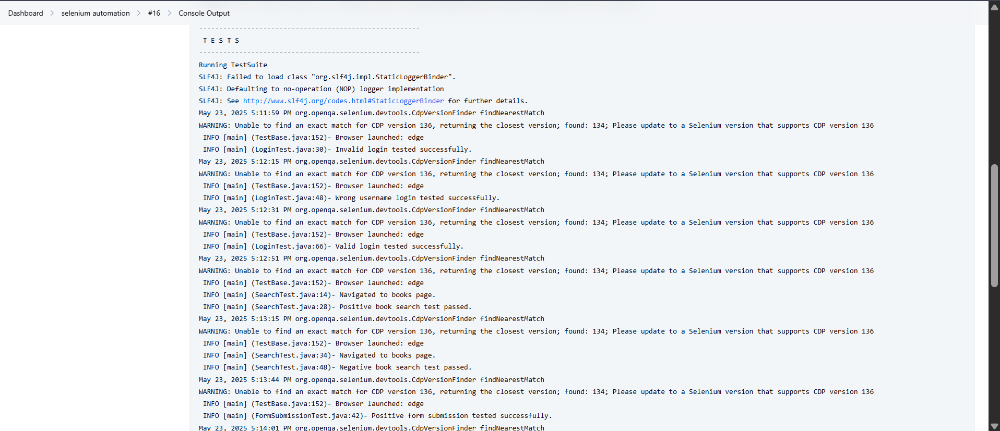 Dashboard > selenium automation > #16 > Console Output
-------------------------------------------------------
 T E S T S
-------------------------------------------------------
Running TestSuite
SLF4J: Failed to load class "org.slf4j.impl.StaticLoggerBinder".
SLF4J: Defaulting to no-operation (NOP) logger implementation
SLF4J: See http://www.slf4j.org/codes.html#StaticLoggerBinder for further details.
May 23, 2025 5:11:59 PM org.openqa.selenium.devtools.CdpVersionFinder findNearestMatch
WARNING: Unable to find an exact match for CDP version 136, returning the closest version; found: 134; Please update to a Selenium version that supports CDP version 136
 INFO [main] (TestBase.java:152)- Browser launched: edge
 INFO [main] (LoginTest.java:30)- Invalid login tested successfully.
May 23, 2025 5:12:15 PM org.openqa.selenium.devtools.CdpVersionFinder findNearestMatch
WARNING: Unable to find an exact match for CDP version 136, returning the closest version; found: 134; Please update to a Selenium version that supports CDP version 136
 INFO [main] (TestBase.java:152)- Browser launched: edge
 INFO [main] (LoginTest.java:48)- Wrong username login tested successfully.
May 23, 2025 5:12:31 PM org.openqa.selenium.devtools.CdpVersionFinder findNearestMatch
WARNING: Unable to find an exact match for CDP version 136, returning the closest version; found: 134; Please update to a Selenium version that supports CDP version 136
 INFO [main] (TestBase.java:152)- Browser launched: edge
 INFO [main] (LoginTest.java:66)- Valid login tested successfully.
May 23, 2025 5:12:51 PM org.openqa.selenium.devtools.CdpVersionFinder findNearestMatch
WARNING: Unable to find an exact match for CDP version 136, returning the closest version; found: 134; Please update to a Selenium version that supports CDP version 136
 INFO [main] (TestBase.java:152)- Browser launched: edge
 INFO [main] (SearchTest.java:14)- Navigated to books page.
 INFO [main] (SearchTest.java:28)- Positive book search test passed.
May 23, 2025 5:13:15 PM org.openqa.selenium.devtools.CdpVersionFinder findNearestMatch
WARNING: Unable to find an exact match for CDP version 136, returning the closest version; found: 134; Please update to a Selenium version that supports CDP version 136
 INFO [main] (TestBase.java:152)- Browser launched: edge
 INFO [main] (SearchTest.java:34)- Navigated to books page.
 INFO [main] (SearchTest.java:48)- Negative book search test passed.
May 23, 2025 5:13:44 PM org.openqa.selenium.devtools.CdpVersionFinder findNearestMatch
WARNING: Unable to find an exact match for CDP version 136, returning the closest version; found: 134; Please update to a Selenium version that supports CDP version 136
 INFO [main] (TestBase.java:152)- Browser launched: edge
 INFO [main] (FormSubmissionTest.java:42)- Positive form submission tested successfully.
May 23, 2025 5:14:01 PM org.openqa.selenium.devtools.CdpVersionFinder findNearestMatch